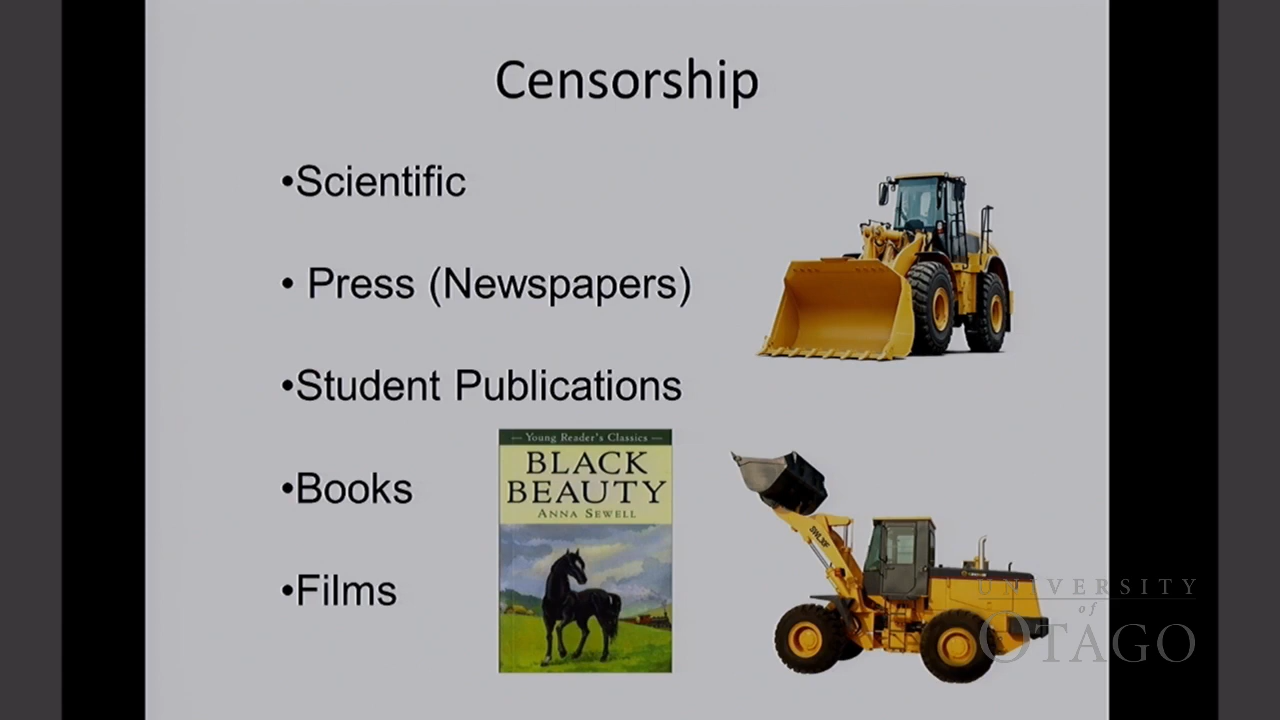 Censorship
•Scientific
• Press (Newspapers)
•Student Publications
•Books
•Films
Young Reader's Classics
BLACK
BEAUTY
ANNA SEWELL
UNIVERSITY
of
OTAGO